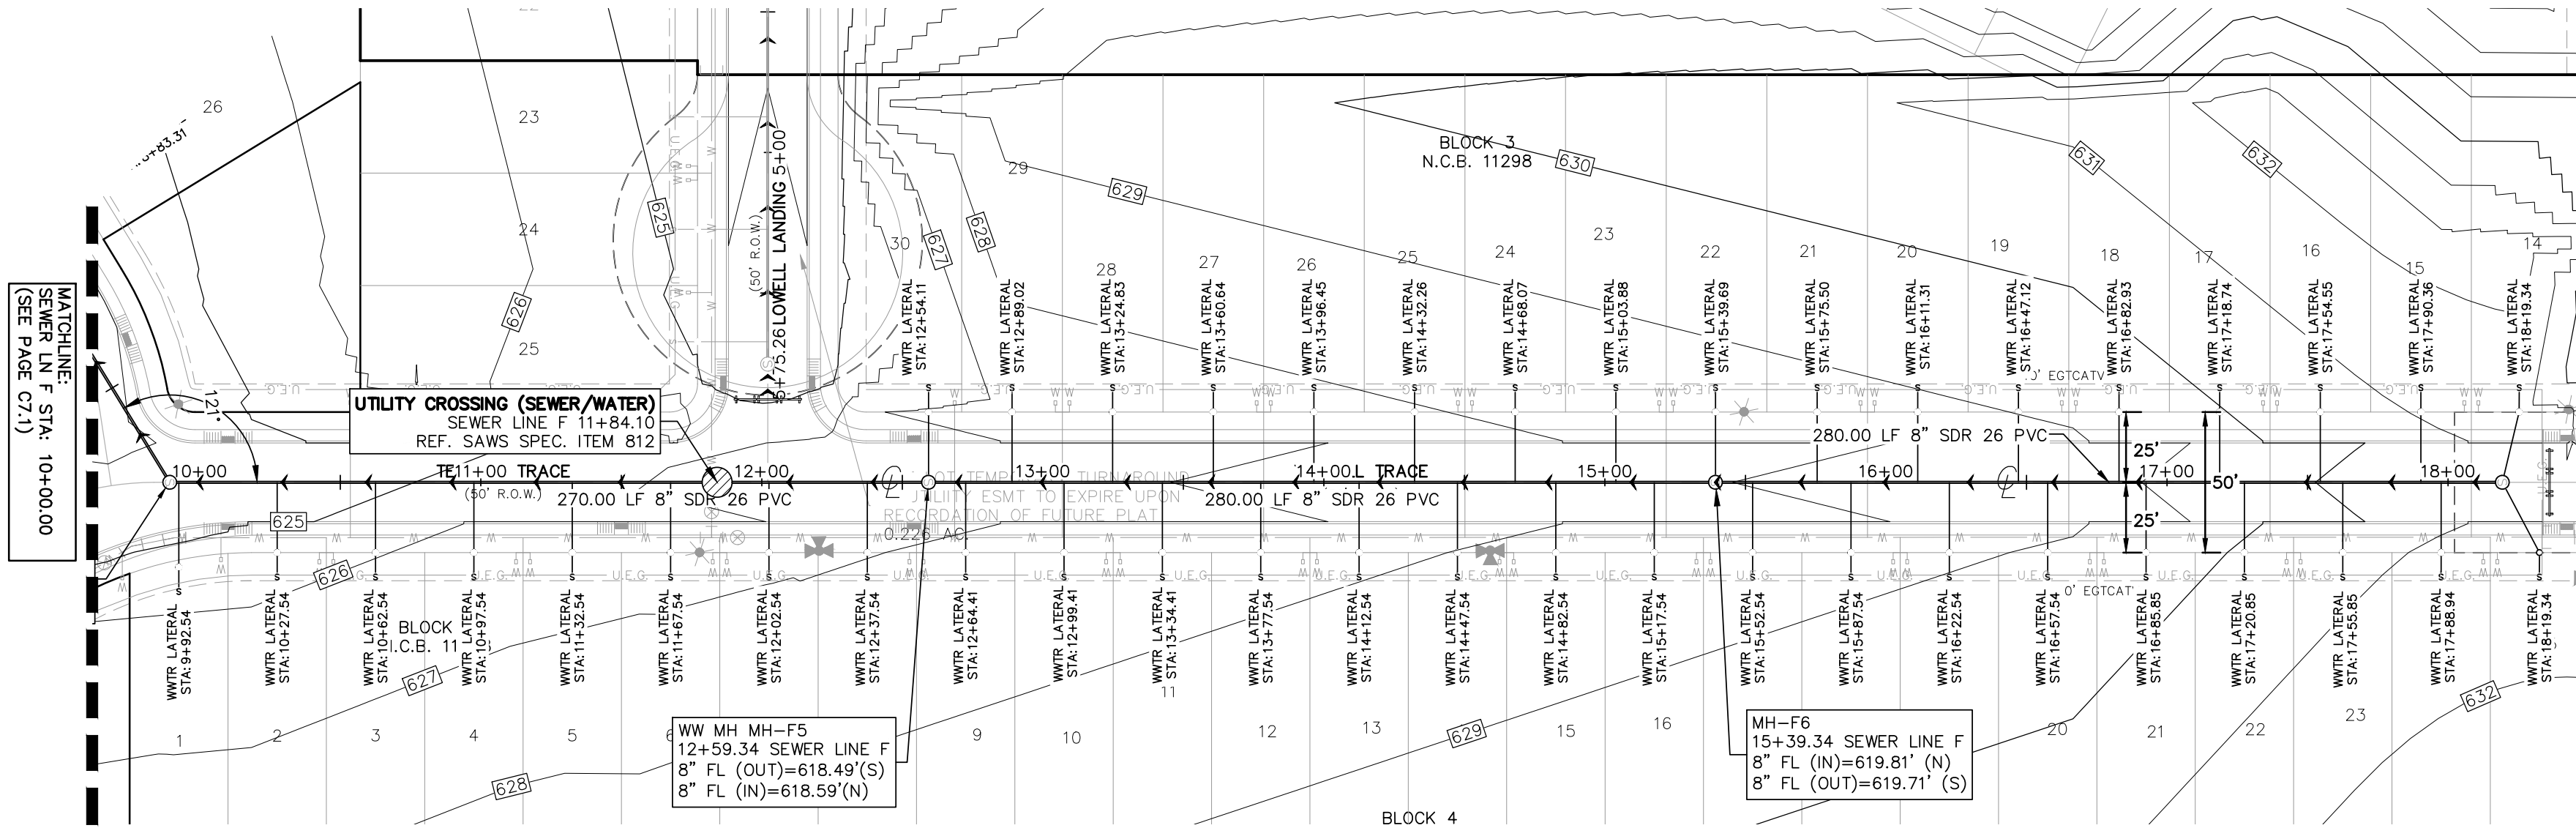 MATCHLINE:
SEWER LN F STA: 10+00.00
(SEE PAGE C7.1)
26
23
24
25
30
29
28
27
26
25
24
23
22
21
20
19
18
17
16
15
14
BLOCK 3
N.C.B. 11298
625
626
627
628
629
630
631
632
LOWELL LANDING 5+00
(50' R.O.W.)
WWTR LATERAL
STA:12+54.11
WWTR LATERAL
STA:12+89.02
WWTR LATERAL
STA:13+24.83
WWTR LATERAL
STA:13+60.64
WWTR LATERAL
STA:13+96.45
WWTR LATERAL
STA:14+32.26
WWTR LATERAL
STA:14+68.07
WWTR LATERAL
STA:15+03.88
WWTR LATERAL
STA:15+39.69
WWTR LATERAL
STA:15+75.50
WWTR LATERAL
STA:16+11.31
WWTR LATERAL
STA:16+47.12
WWTR LATERAL
STA:16+82.93
WWTR LATERAL
STA:17+18.74
WWTR LATERAL
STA:17+54.55
WWTR LATERAL
STA:17+90.36
WWTR LATERAL
STA:18+19.34
121°
UTILITY CROSSING (SEWER/WATER)
SEWER LINE F 11+84.10
REF. SAWS SPEC. ITEM 812
10+00
11+00
TRACE
12+00
13+00
14+00
TRACE
15+00
16+00
17+00
18+00
(50' R.O.W.)
270.00 LF 8" SDR 26 PVC
280.00 LF 8" SDR 26 PVC
280.00 LF 8" SDR 26 PVC
TURNAROUND
UTILITY ESMT TO EXPIRE UPON
RECORDATION OF FUTURE PLAT
0.226 AC.
25'
50'
25'
EGTCATV
U.E.G.
625
626
627
628
629
632
WWTR LATERAL
STA:9+92.54
WWTR LATERAL
STA:10+27.54
WWTR LATERAL
STA:10+62.54
WWTR LATERAL
STA:10+97.54
WWTR LATERAL
STA:11+32.54
WWTR LATERAL
STA:11+67.54
WWTR LATERAL
STA:12+02.54
WWTR LATERAL
STA:12+37.54
WWTR LATERAL
STA:12+64.41
WWTR LATERAL
STA:12+99.41
WWTR LATERAL
STA:13+34.41
WWTR LATERAL
STA:13+77.54
WWTR LATERAL
STA:14+12.54
WWTR LATERAL
STA:14+47.54
WWTR LATERAL
STA:14+82.54
WWTR LATERAL
STA:15+17.54
WWTR LATERAL
STA:15+52.54
WWTR LATERAL
STA:15+87.54
WWTR LATERAL
STA:16+22.54
WWTR LATERAL
STA:16+57.54
WWTR LATERAL
STA:16+85.85
WWTR LATERAL
STA:17+20.85
WWTR LATERAL
STA:17+55.85
WWTR LATERAL
STA:17+88.94
WWTR LATERAL
STA:18+19.34
BLOCK
1
2
3
4
5
9
10
11
12
13
15
16
20
21
22
23
WW MH MH-F5
12+59.34 SEWER LINE F
8" FL (OUT)=618.49'(S)
8" FL (IN)=618.59'(N)
MH-F6
15+39.34 SEWER LINE F
8" FL (IN)=619.81' (N)
8" FL (OUT)=619.71' (S)
BLOCK 4